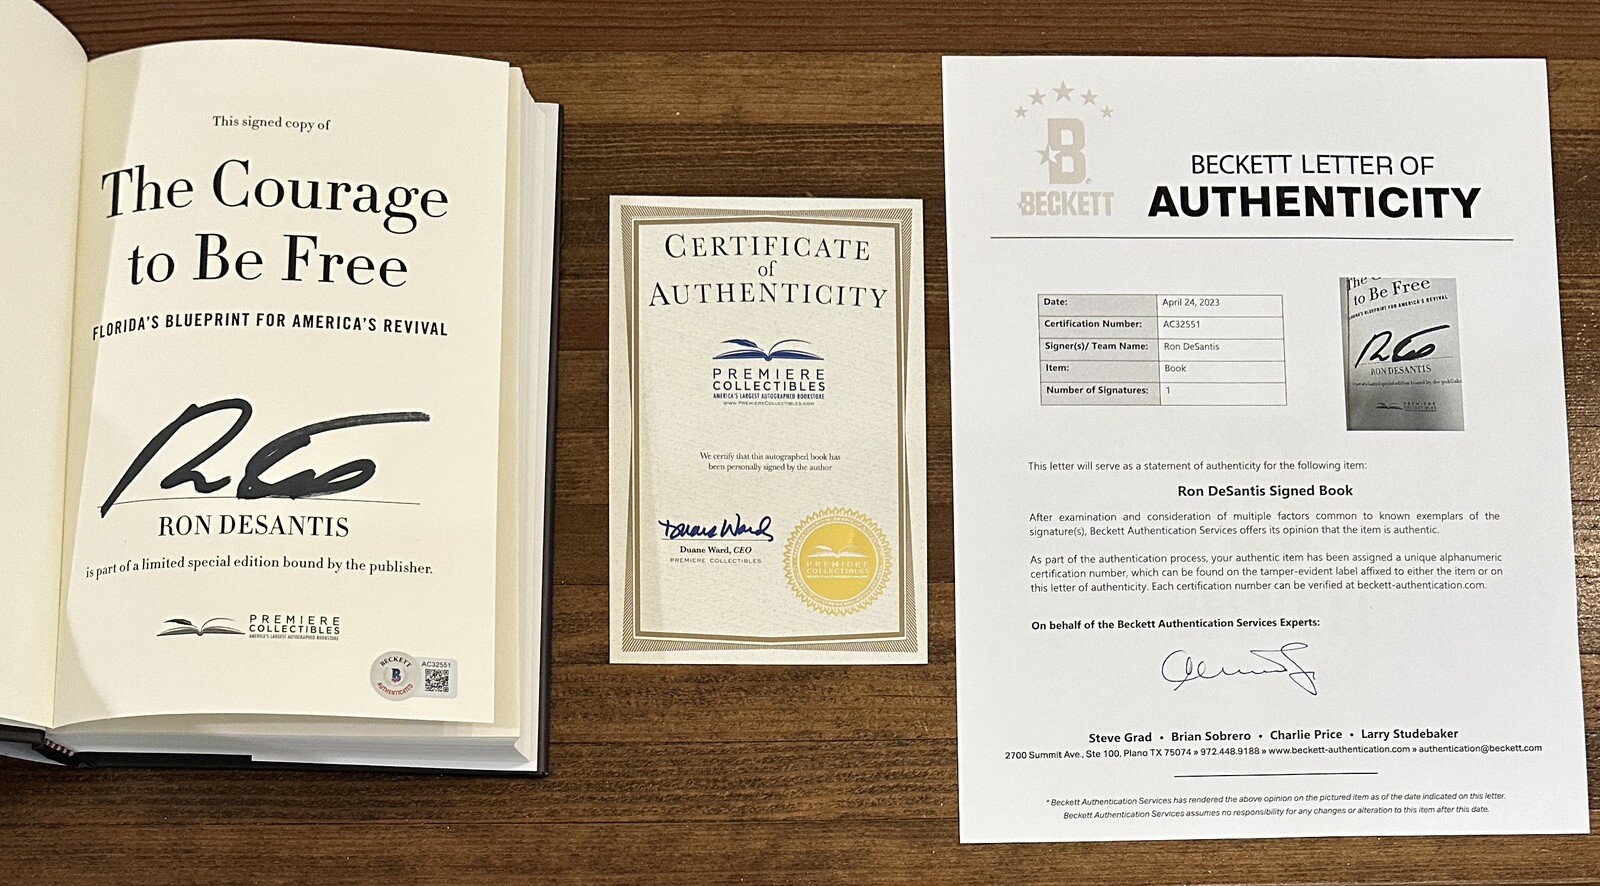 This signed copy of
The Courage
to Be Free
FLORIDA'S BLUEPRINT FOR AMERICA'S REVIVAL
RON DESANTIS
is part of a limited special edition bound by the publisher.
PREMIERE
COLLECTIBLES
AMERICA'S LARGEST AUTOGRAPHED BOOKSTORE
BECKETT
B
AUTHENTICATED
AC32551
CERTIFICATE
of
AUTHENTICITY
PREMIERE
COLLECTIBLES
AMERICA'S LARGEST AUTOGRAPHED BOOKSTORE
www.PremiereCollectibles.com
We certify that this autographed book has
been personally signed by the author
Duane Ward
Duane Ward, CEO
PREMIERE COLLECTIBLES
PREMIERE
COLLECTIBLES
B
BECKETT
BECKETT LETTER OF
AUTHENTICITY
Date: April 24, 2023
Certification Number: AC32551
Signer(s)/ Team Name: Ron DeSantis
Item: Book
Number of Signatures: 1
The
to Be Free
FLORIDA'S BLUEPRINT FOR AMERICA'S REVIVAL
RON DESANTIS
PREMIERE
COLLECTIBLES
This letter will serve as a statement of authenticity for the following item:
Ron DeSantis Signed Book
After examination and consideration of multiple factors common to known exemplars of the
signature(s), Beckett Authentication Services offers its opinion that the item is authentic.
As part of the authentication process, your authentic item has been assigned a unique alphanumeric
certification number, which can be found on the tamper-evident label affixed to either the item or on
this letter of authenticity. Each certification number can be verified at beckett-authentication.com.
On behalf of the Beckett Authentication Services Experts:
Steve Grad • Brian Sobrero • Charlie Price • Larry Studebaker
2700 Summit Ave., Ste 100, Plano TX 75074 » 972.448.9188 » www.beckett-authentication.com » authentication@beckett.com
* Beckett Authentication Services has rendered the above opinion on the pictured item as of the date indicated on this letter.
Beckett Authentication Services assumes no responsibility for any changes or alteration to this item after this date.